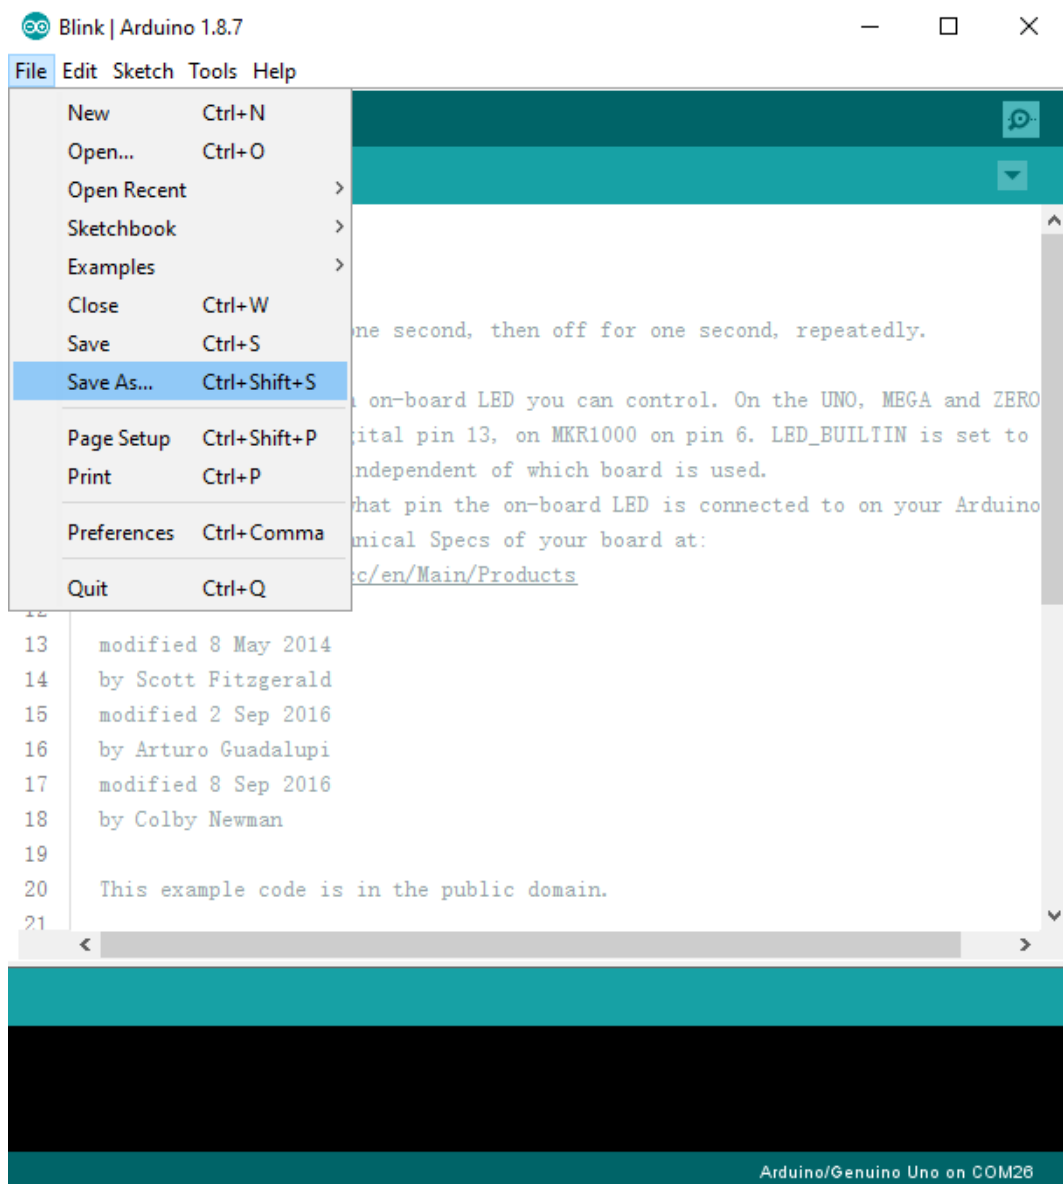 Blink | Arduino 1.8.7
File Edit Sketch Tools Help
New Ctrl+N
Open... Ctrl+O
Open Recent
Sketchbook
Examples
Close Ctrl+W
Save Ctrl+S
Save As... Ctrl+Shift+S
Page Setup Ctrl+Shift+P
Print Ctrl+P
Preferences Ctrl+Comma
Quit Ctrl+Q
one second, then off for one second, repeatedly.
on-board LED you can control. On the UNO, MEGA and ZERO
ital pin 13, on MKR1000 on pin 6. LED_BUILTIN is set to
independent of which board is used.
hat pin the on-board LED is connected to on your Arduino
nical Specs of your board at:
cc/en/Main/Products
12
13 modified 8 May 2014
14 by Scott Fitzgerald
15 modified 2 Sep 2016
16 by Arturo Guadalupi
17 modified 8 Sep 2016
18 by Colby Newman
19
20 This example code is in the public domain.
21
Arduino/Genuino Uno on COM26